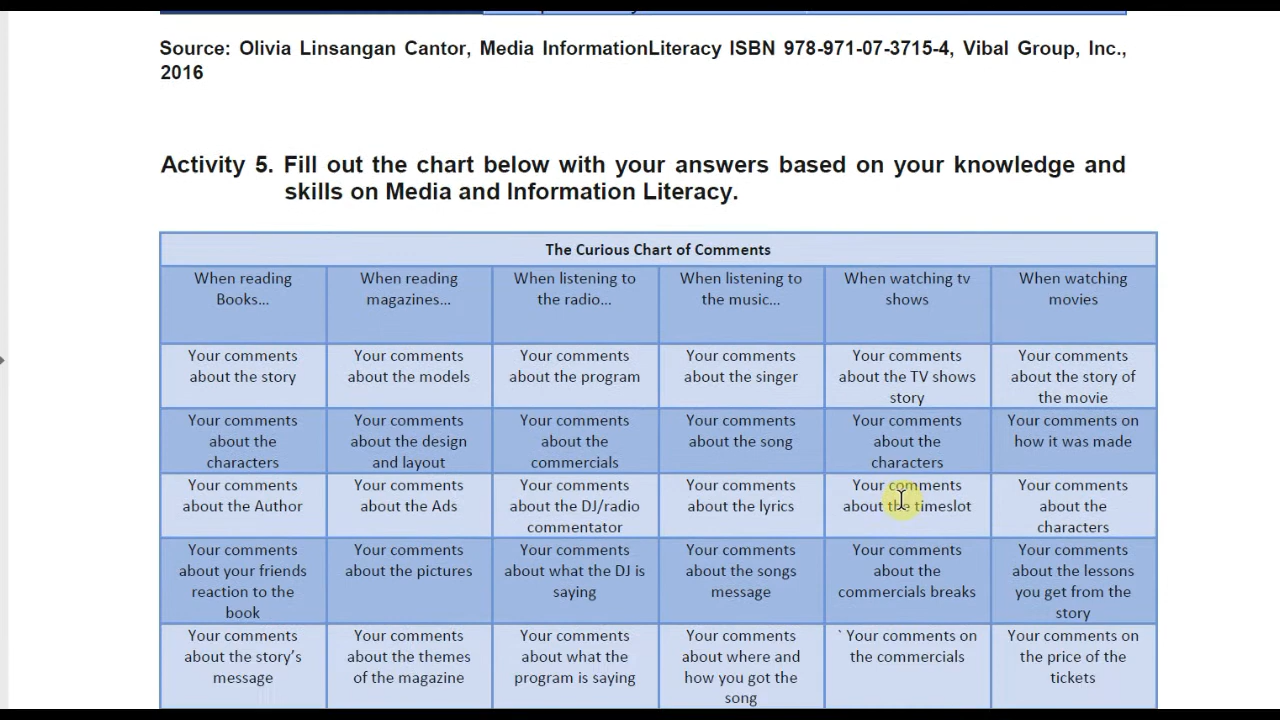 Source: Olivia Linsangan Cantor, Media InformationLiteracy ISBN 978-971-07-3715-4, Vibal Group, Inc.,
2016
Activity 5. Fill out the chart below with your answers based on your knowledge and
skills on Media and Information Literacy.
The Curious Chart of Comments
When reading
Books...
When reading
magazines...
When listening to
the radio...
When listening to
the music...
When watching tv
shows
When watching
movies
Your comments
about the story
Your comments
about the models
Your comments
about the program
Your comments
about the singer
Your comments
about the TV shows
story
Your comments
about the story of
the movie
Your comments
about the
characters
Your comments
about the design
and layout
Your comments
about the
commercials
Your comments
about the song
Your comments
about the
characters
Your comments on
how it was made
Your comments
about the Author
Your comments
about the Ads
Your comments
about the DJ/radio
commentator
Your comments
about the lyrics
Your comments
about the timeslot
Your comments
about the
characters
Your comments
about your friends
reaction to the
book
Your comments
about the pictures
Your comments
about what the DJ is
saying
Your comments
about the songs
message
Your comments
about the
commercials breaks
Your comments
about the lessons
you get from the
story
Your comments
about the story's
message
Your comments
about the themes
of the magazine
Your comments
about what the
program is saying
Your comments
about where and
how you got the
song
` Your comments on
the commercials
Your comments on
the price of the
tickets